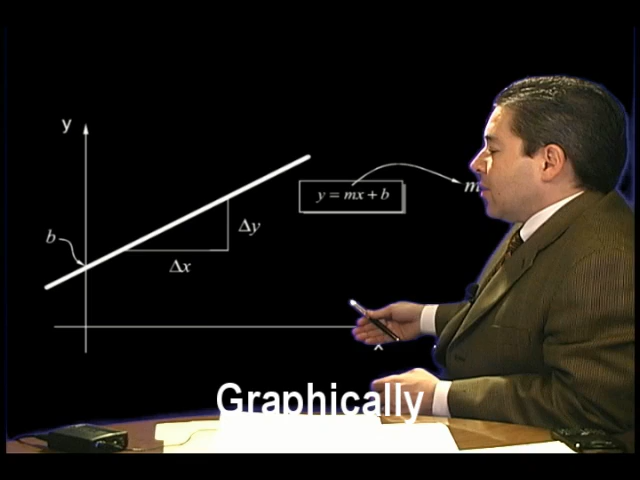 y
y = mx + b
m
b
Δy
Δx
x
Graphically